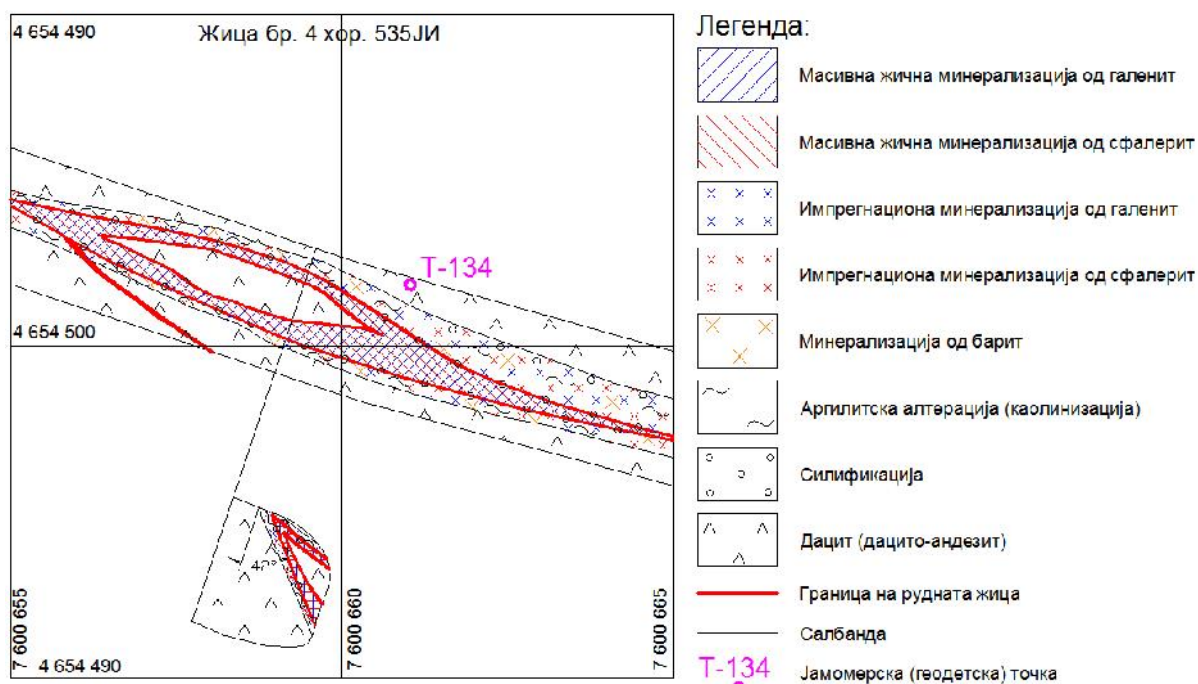 4 654 490
Жица бр. 4 хор. 535ЈИ
Т-134
4 654 500
42°
7 600 655
7 600 660
7 600 665
4 654 490
Легенда:
Масивна жична минерализација од галенит
Масивна жична минерализација од сфалерит
Импрегнациона минерализација од галенит
Импрегнациона минерализација од сфалерит
Минерализација од барит
Аргилитска алтерација (каолинизација)
Силификација
Дацит (дацито-андезит)
Граница на рудната жица
Салбанда
Т-134
Јамомерска (геодетска) точка